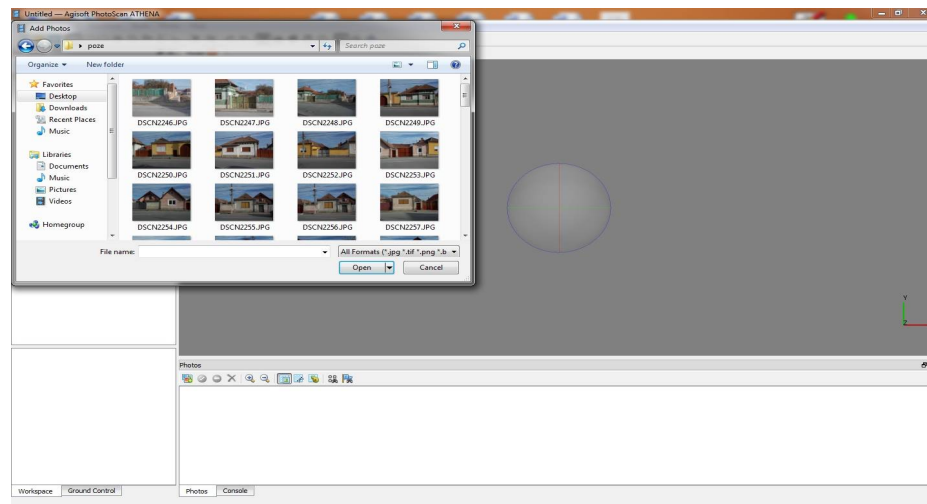 Untitled — Agisoft PhotoScan ATHENA
Add Photos
poze
Search poze
Organize
New folder
Favorites
Desktop
Downloads
Recent Places
Music
Libraries
Documents
Music
Pictures
Videos
Homegroup
DSCN2246.JPG DSCN2247.JPG DSCN2248.JPG DSCN2249.JPG
DSCN2250.JPG DSCN2251.JPG DSCN2252.JPG DSCN2253.JPG
DSCN2254.JPG DSCN2255.JPG DSCN2256.JPG DSCN2257.JPG
File name:
All Formats (*.jpg *.tif *.png *.b
Open
Cancel
Y
Z
Photos
Workspace
Ground Control
Photos
Console